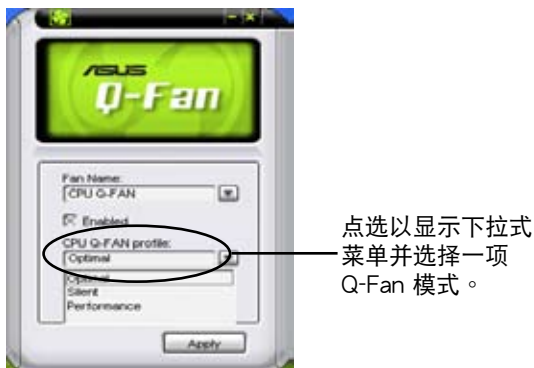 ASUS
Q-Fan
Fan Name:
CPU Q-FAN
Enabled
CPU Q-FAN profile:
Optimal
Optimal
Silent
Performance
Apply
点选以显示下拉式
菜单并选择一项
Q-Fan 模式。